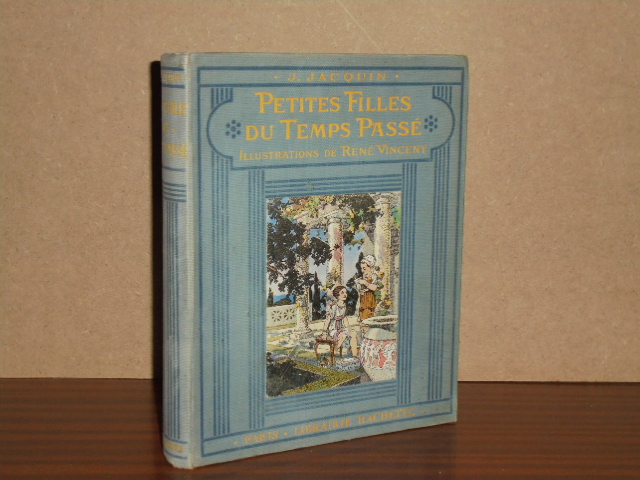 · J. JACQUIN ·
PETITES FILLES
DU TEMPS PASSÉ
ILLUSTRATIONS DE RENÉ VINCENT
PARIS · LIBRAIRIE HACHETTE